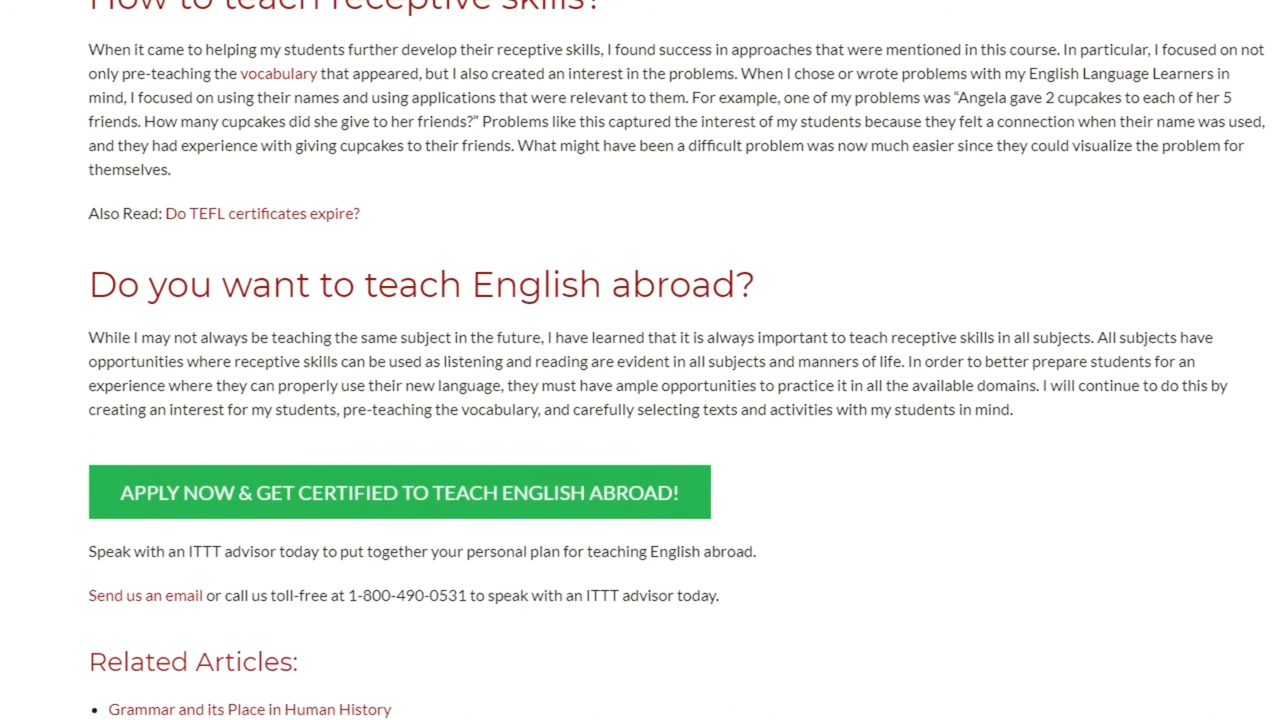 How to teach receptive skills?
When it came to helping my students further develop their receptive skills, I found success in approaches that were mentioned in this course. In particular, I focused on not
only pre-teaching the vocabulary that appeared, but I also created an interest in the problems. When I chose or wrote problems with my English Language Learners in
mind, I focused on using their names and using applications that were relevant to them. For example, one of my problems was “Angela gave 2 cupcakes to each of her 5
friends. How many cupcakes did she give to her friends?” Problems like this captured the interest of my students because they felt a connection when their name was used,
and they had experience with giving cupcakes to their friends. What might have been a difficult problem was now much easier since they could visualize the problem for
themselves.
Also Read: Do TEFL certificates expire?
Do you want to teach English abroad?
While I may not always be teaching the same subject in the future, I have learned that it is always important to teach receptive skills in all subjects. All subjects have
opportunities where receptive skills can be used as listening and reading are evident in all subjects and manners of life. In order to better prepare students for an
experience where they can properly use their new language, they must have ample opportunities to practice it in all the available domains. I will continue to do this by
creating an interest for my students, pre-teaching the vocabulary, and carefully selecting texts and activities with my students in mind.
APPLY NOW & GET CERTIFIED TO TEACH ENGLISH ABROAD!
Speak with an ITTT advisor today to put together your personal plan for teaching English abroad.
Send us an email or call us toll-free at 1-800-490-0531 to speak with an ITTT advisor today.
Related Articles:
• Grammar and its Place in Human History